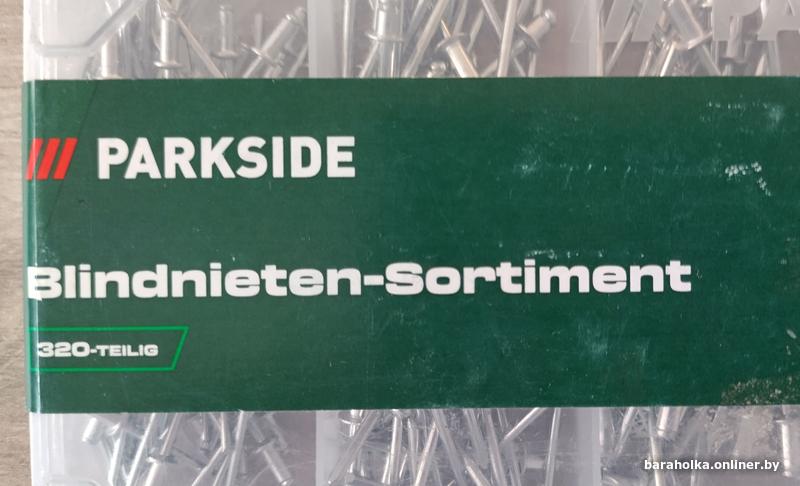 PARKSIDE
Blindnieten-Sortiment
320-TEILIG
baraholka.onliner.by